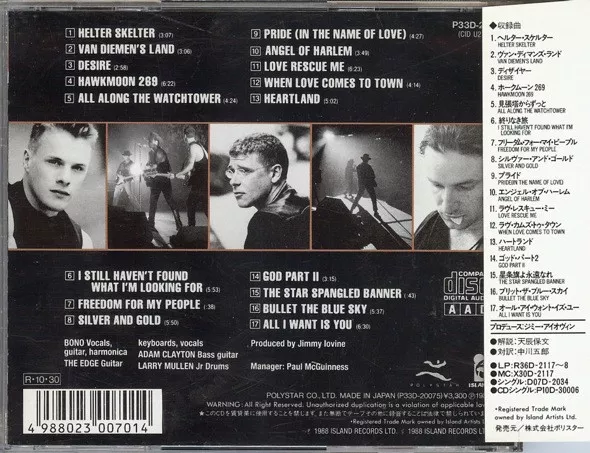 1 HELTER SKELTER (3:07)
2 VAN DIEMEN'S LAND (3:06)
3 DESIRE (2:58)
4 HAWKMOON 269 (6:22)
5 ALL ALONG THE WATCHTOWER (4:24)
9 PRIDE (IN THE NAME OF LOVE) (4:27)
10 ANGEL OF HARLEM (3:49)
11 LOVE RESCUE ME (6:23)
12 WHEN LOVE COMES TO TOWN (4:14)
13 HEARTLAND (5:02)
P33D-2
(CID U2
6 I STILL HAVEN'T FOUND
WHAT I'M LOOKING FOR (5:53)
7 FREEDOM FOR MY PEOPLE (:38)
8 SILVER AND GOLD (5:50)
14 GOD PART II (3:15)
15 THE STAR SPANGLED BANNER (:43)
16 BULLET THE BLUE SKY (5:37)
17 ALL I WANT IS YOU (6:30)
COMPA
disc
DIGITAL AUD
AAD
BONO Vocals,
guitar, harmonica
THE EDGE Guitar
keyboards, vocals
ADAM CLAYTON Bass guitar
LARRY MULLEN Jr Drums
Produced by Jimmy Iovine
Manager: Paul McGuinness
POLYSTAR
ISLAN
R-10-30
4 988023 007014
POLYSTAR CO., LTD. MADE IN JAPAN (P33D-20075) ¥3,300
WARNING: All Rights Reserved. Unauthorized duplication is a violation of applicable
1988 ISLAND RECORDS LTD. 1988 ISLAND RECORDS LTD.
◆収録曲
1. ヘルター・スケルター
HELTER SKELTER
2. ヴァン・ディマンズ・ランド
VAN DIEMEN'S LAND
3. ディザイヤー
DESIRE
4. ホークムーン269
HAWKMOON 269
5. 見張塔からずっと
ALL ALONG THE WATCHTOWER
6. 終りなき旅
I STILL HAVEN'T FOUND WHAT I'M
LOOKING FOR
7. フリーダム・フォー・マイ・ピープル
FREEDOM FOR MY PEOPLE
8. シルヴァー・アンド・ゴールド
SILVER AND GOLD
9. プライド
PRIDE(IN THE NAME OF LOVE)
10. エンジェル・オブ・ハーレム
ANGEL OF HARLEM
11. ラヴ・レスキュー・ミー
LOVE RESCUE ME
12. ラヴ・カムズ・トゥ・タウン
WHEN LOVE COMES TO TOWN
13. ハートランド
HEARTLAND
14. ゴッド・パート2
GOD PART II
15. 星条旗よ永遠なれ
THE STAR SPANGLED BANNER
16. ブリット・ザ・ブルー・スカイ
BULLET THE BLUE SKY
17. オール・アイ・ウォント・イズ・ユー
ALL I WANT IS YOU
プロデュース:ジミー・アイオヴィン
●解説:天辰保文
●対訳:中川五郎
●LP:R36D-2117〜8
●MC:X30D-2117
●シングル:D07D-2034
●CDシングル:P10D-30006
*Registered Trade Mark
owned by Island Artists Ltd.
発売元/株式会社ポリスター